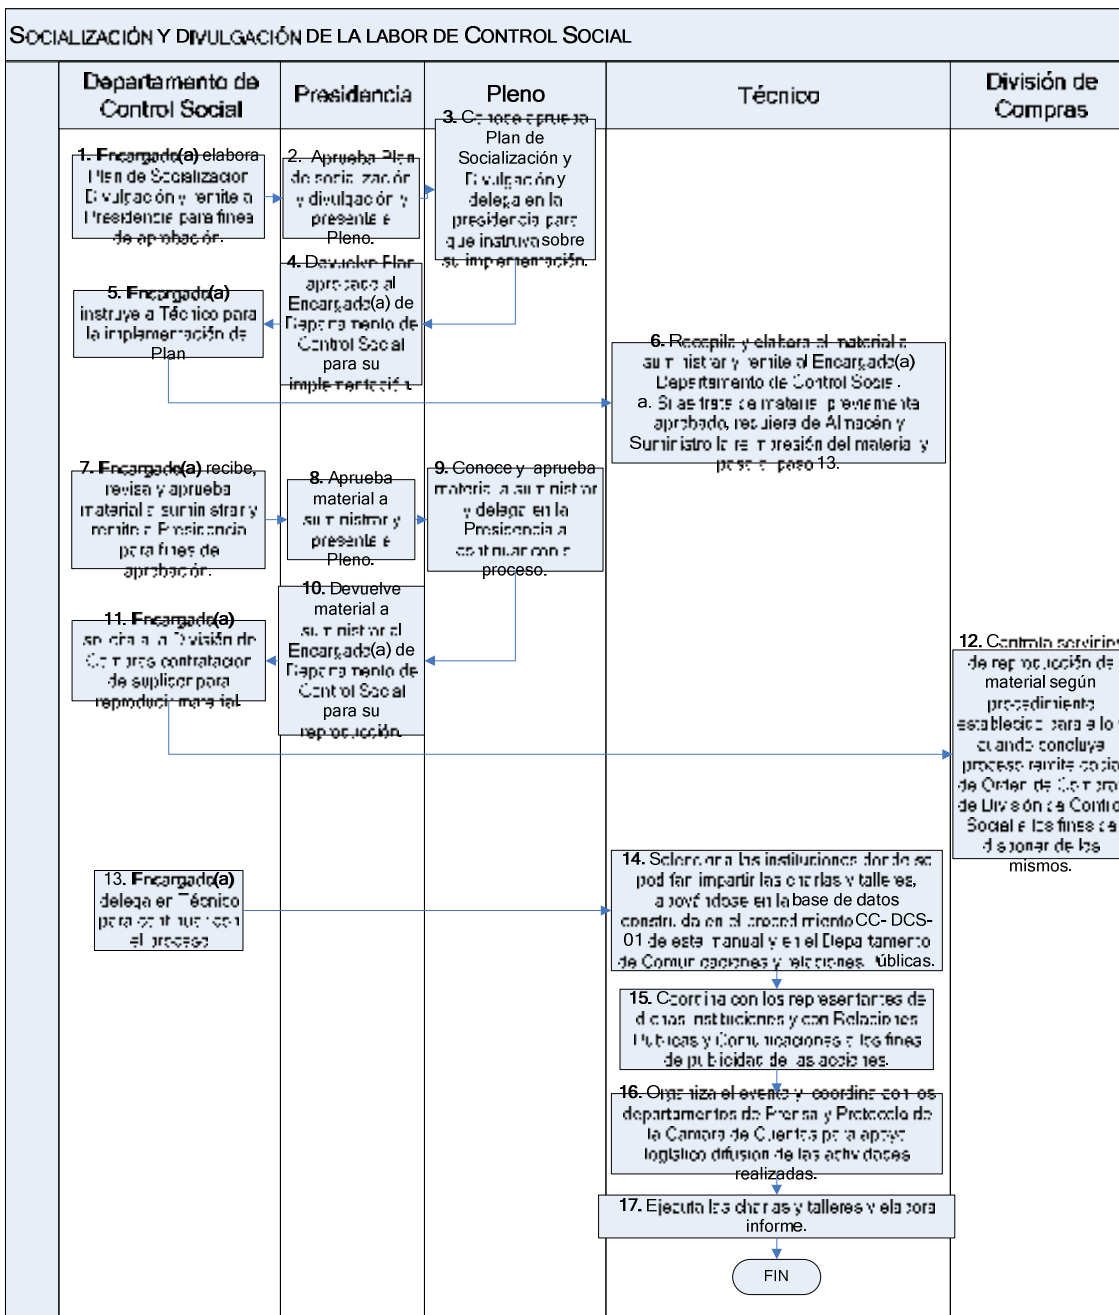 SOCIALIZACIÓN Y DIVULGACIÓN DE LA LABOR DE CONTROL SOCIAL
Departamento de
Control Social
Presidencia
Pleno
Técnico
División de
Compras
1. Encargado(a) elabora
Plan de Socialización
Divulgación y remite a
Presidencia para fines
de aprobación.
2. Aprueba Plan
de socialización
y divulgación y
presenta
Pleno.
3. Conoce aprueba
Plan de
Socialización y
Divulgación y
delega en la
presidencia para
que instruya sobre
su implementación.
4. Devuelve Plan
aprobado al
Encargado(a) de
Departamento de
Control Social
para su
implementación.
5. Encargado(a)
instruye a Técnico para
la implementación de
Plan
6. Recopila y elabora el material a
suministrar y remite al Encargado(a)
Departamento de Control Social.
a. Si se trata de material previamente
aprobado, requiere de Almacén y
Suministro la reimpresión del material y
pasa al paso 13.
7. Encargado(a) recibe,
revisa y aprueba
material a suministrar y
remite a Presidencia
para fines de
aprobación.
8. Aprueba
material a
suministrar y
presenta
Pleno.
9. Conoce y aprueba
material a suministrar
y delega en la
Presidencia a
continuar con
proceso.
10. Devuelve
material a
suministrar al
Encargado(a) de
Departamento de
Control Social
para su
reproducción.
11. Encargado(a)
solicita a la División de
Compras contratación
de suplidor para
reproducir material.
12. Contrata servicios
de reproducción de
material según
procedimiento
establecido para ello
cuando concluye
proceso remite copia
de Orden de Compra
de División de Contro
Social a los fines de
disponer de los
mismos.
13. Encargado(a)
delega en Técnico
para continuar con
el proceso
14. Selecciona las instituciones donde se
podrían impartir las charlas y talleres,
apoyándose en la base de datos
construida en el procedimiento CC- DCS-
01 de este manual y en el Departamento
de Comunicaciones y relaciones Públicas.
15. Coordina con los representantes de
dichas instituciones y con Relaciones
Públicas y Comunicaciones a los fines
de publicidad de las acciones.
16. Organiza el evento y coordina con los
departamentos de Prensa y Protocolo de
la Cámara de Cuentas para apoyo
logístico difusión de las actividades
realizadas.
17. Ejecuta las charlas y talleres y elabora
informe.
FIN